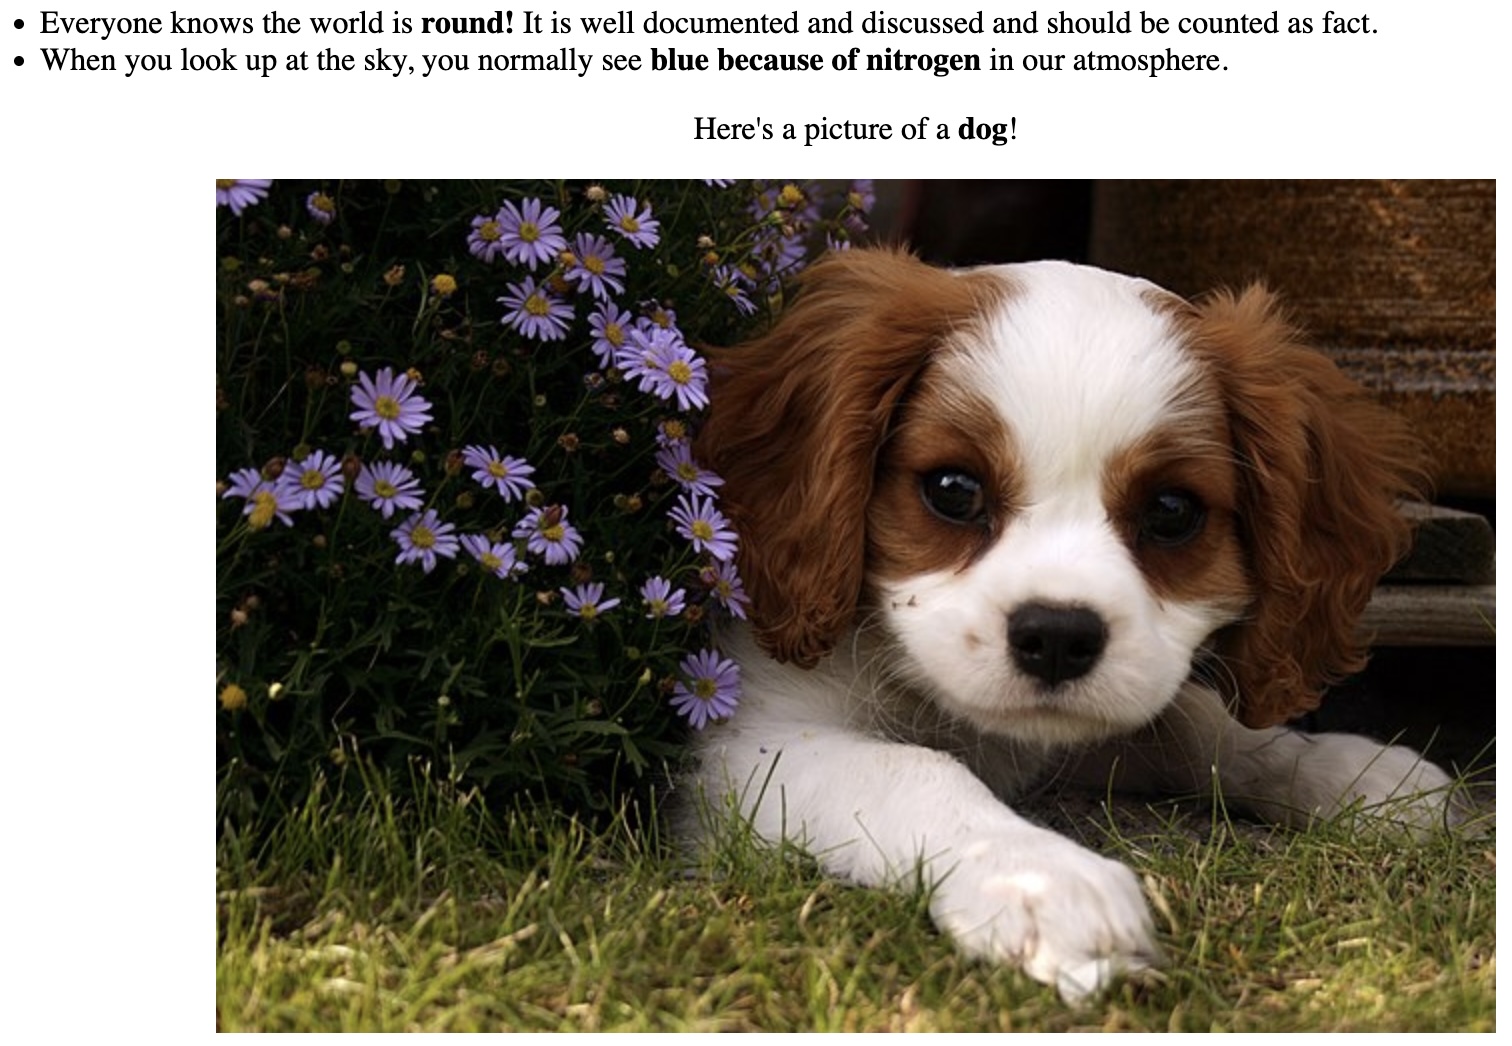 • Everyone knows the world is round! It is well documented and discussed and should be counted as fact.
• When you look up at the sky, you normally see blue because of nitrogen in our atmosphere.
Here's a picture of a dog!